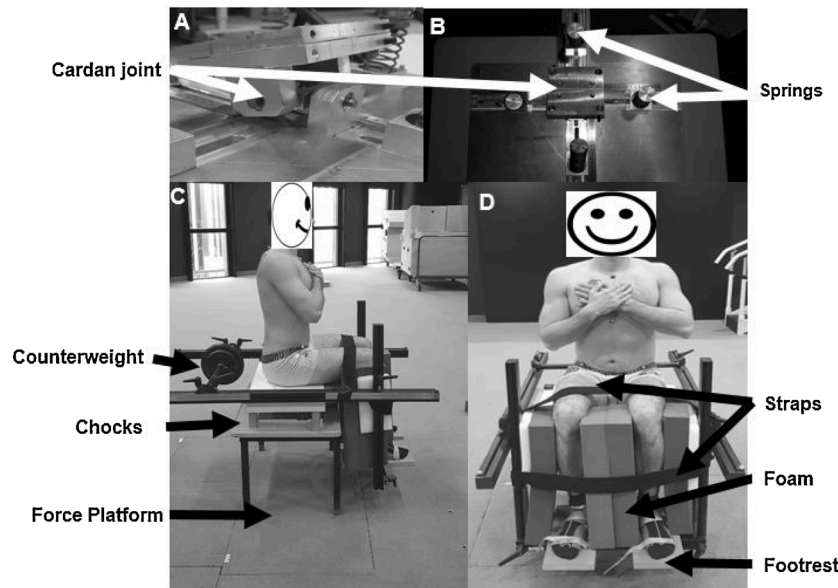 A
B
Cardan joint
Springs
C
D
Counterweight
Chocks
Force Platform
Straps
Foam
Footrest